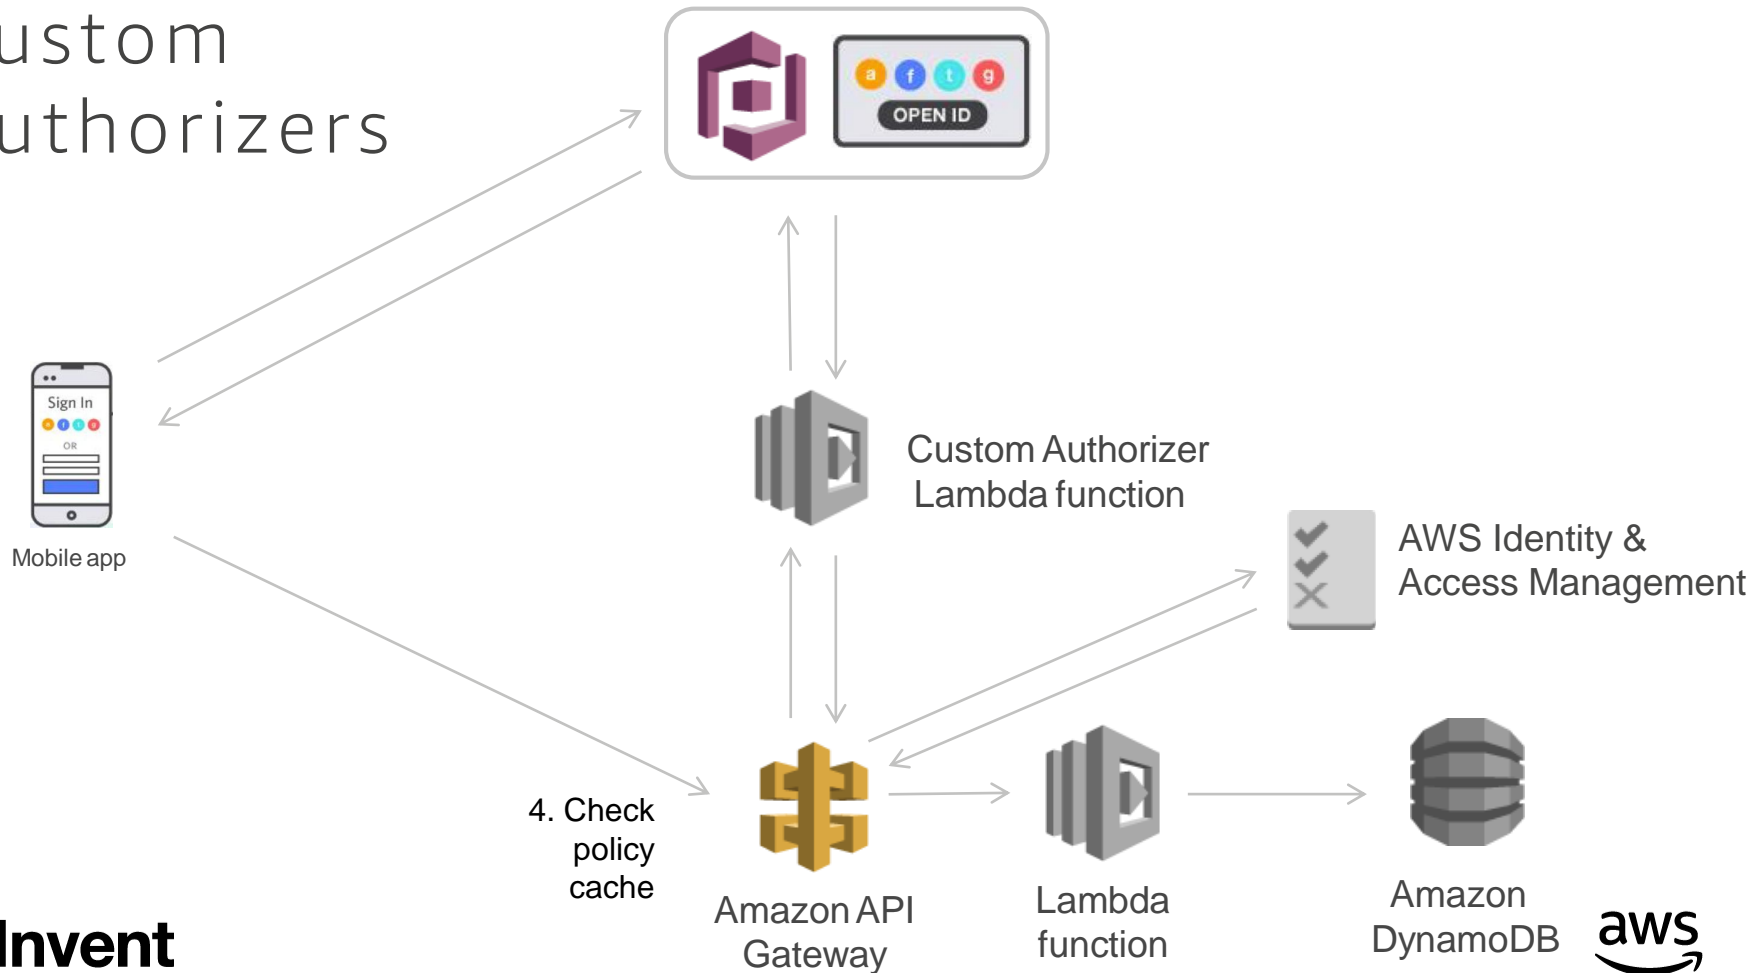 ustom
uthorizers
a f t g
OPEN ID
Sign In
a f t g
OR
Mobile app
Custom Authorizer
Lambda function
AWS Identity &
Access Management
4. Check
policy
cache
Amazon API
Gateway
Lambda
function
Amazon
DynamoDB
Invent
aws